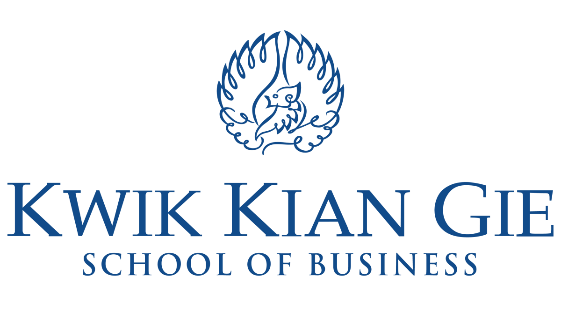 KWIK KIAN GIE
SCHOOL OF BUSINESS